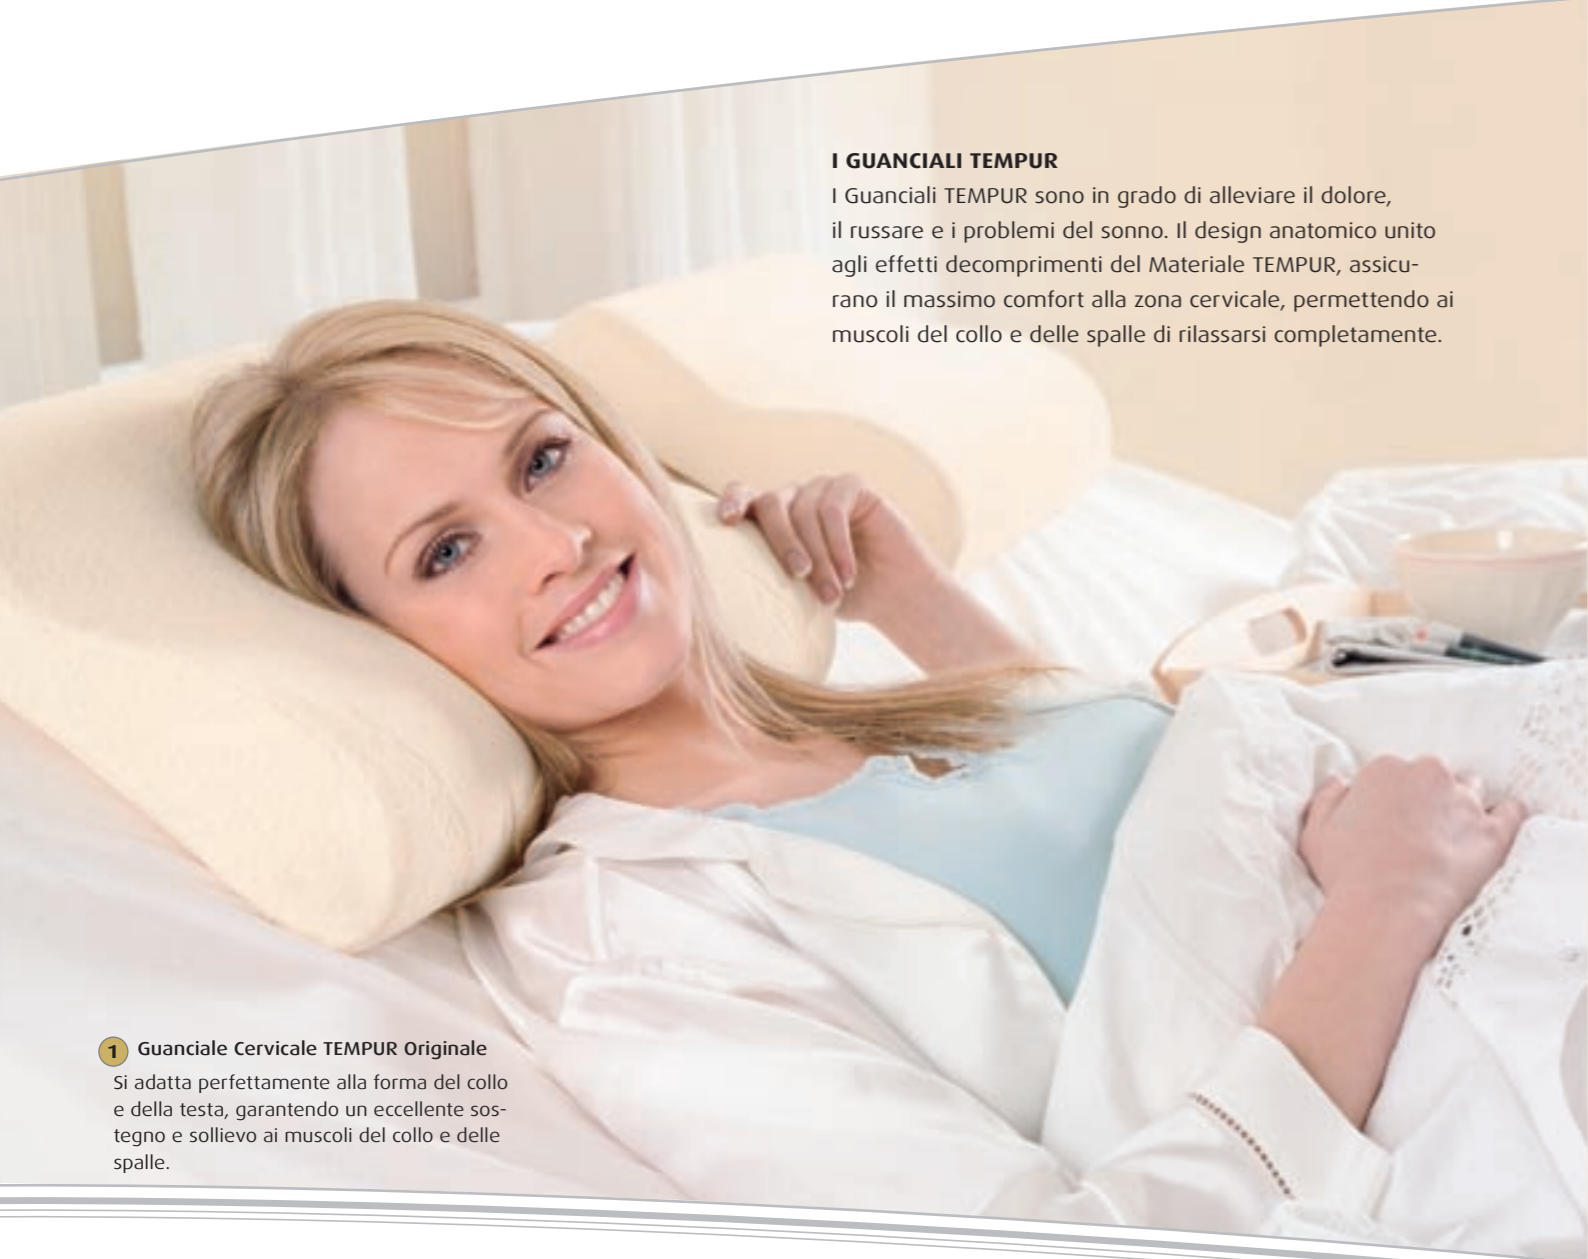 I GUANCIALI TEMPUR
I Guanciali TEMPUR sono in grado di alleviare il dolore,
il russare e i problemi del sonno. Il design anatomico unito
agli effetti decomprimenti del Materiale TEMPUR, assicu-
rano il massimo comfort alla zona cervicale, permettendo ai
muscoli del collo e delle spalle di rilassarsi completamente.
1 Guanciale Cervicale TEMPUR Originale
Si adatta perfettamente alla forma del collo
e della testa, garantendo un eccellente sos-
tegno e sollievo ai muscoli del collo e delle
spalle.